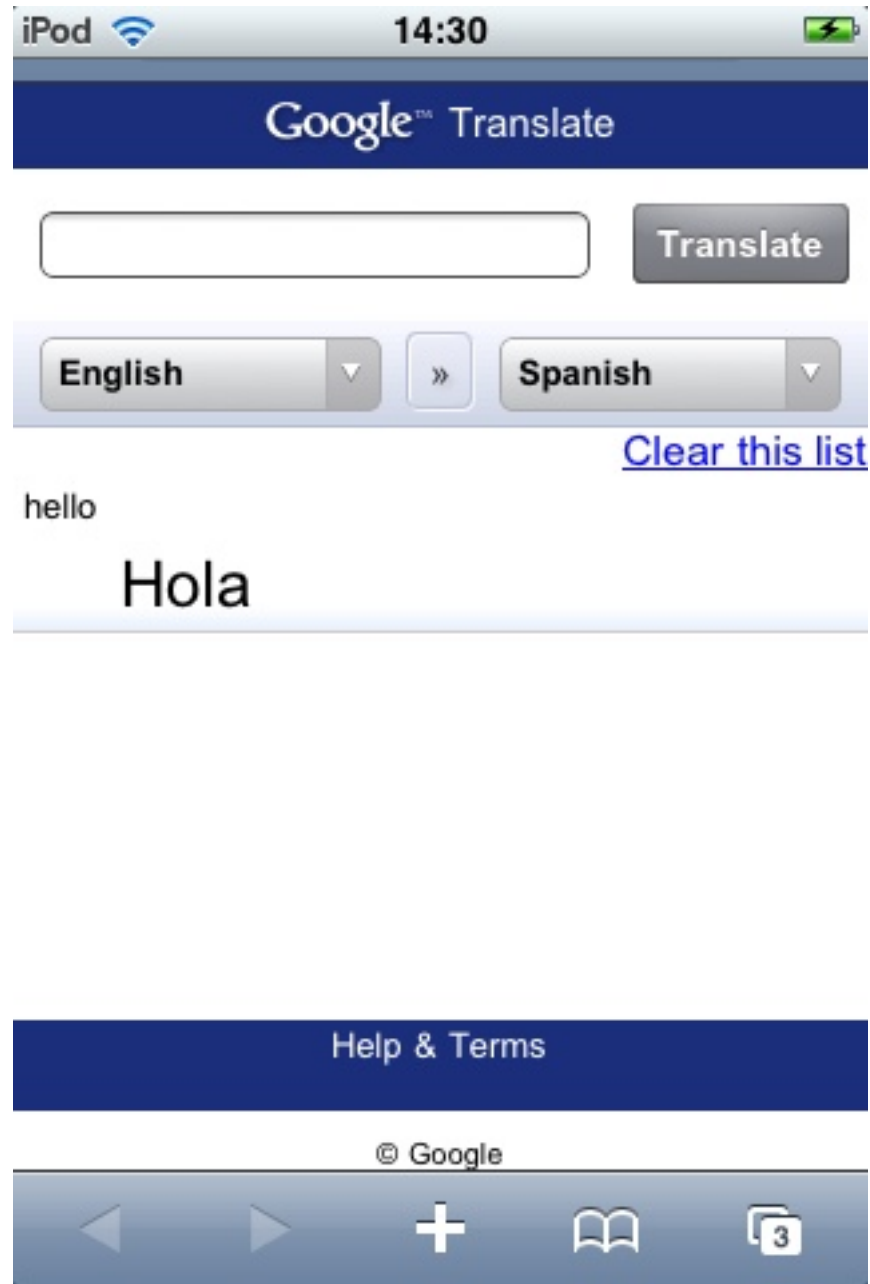 iPod 14:30
Google™ Translate
Translate
English » Spanish
Clear this list
hello
Hola
Help & Terms
© Google
3